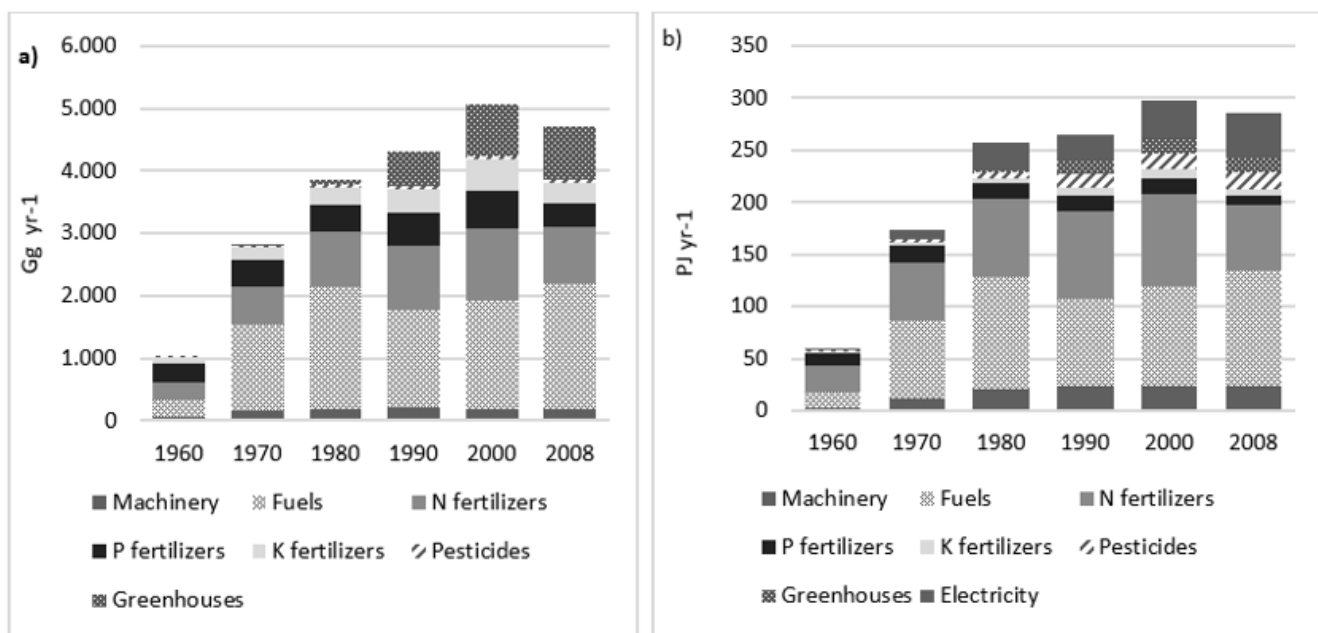 a)
6.000
5.000
4.000
3.000
2.000
1.000
0
Gg yr-1
1960 1970 1980 1990 2000 2008
Machinery Fuels N fertilizers
P fertilizers K fertilizers Pesticides
Greenhouses
b)
350
300
250
200
150
100
50
0
PJ yr-1
1960 1970 1980 1990 2000 2008
Machinery Fuels N fertilizers
P fertilizers K fertilizers Pesticides
Greenhouses Electricity